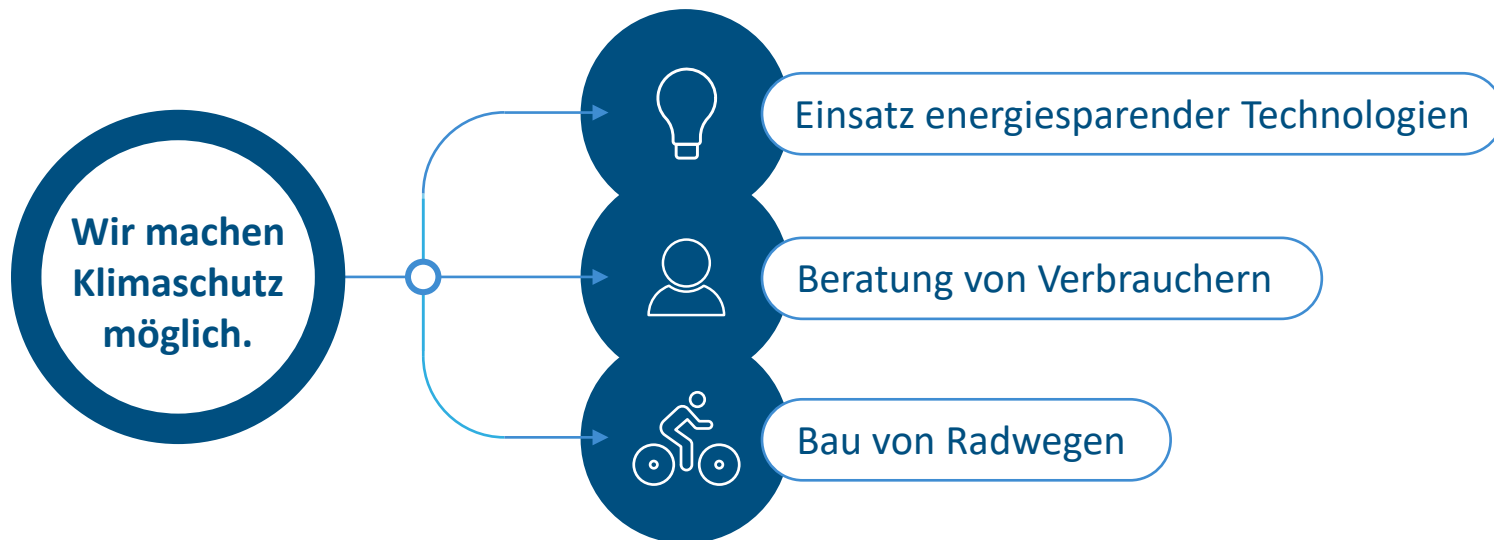 Wir machen
Klimaschutz
möglich.
Einsatz energiesparender Technologien
Beratung von Verbrauchern
Bau von Radwegen